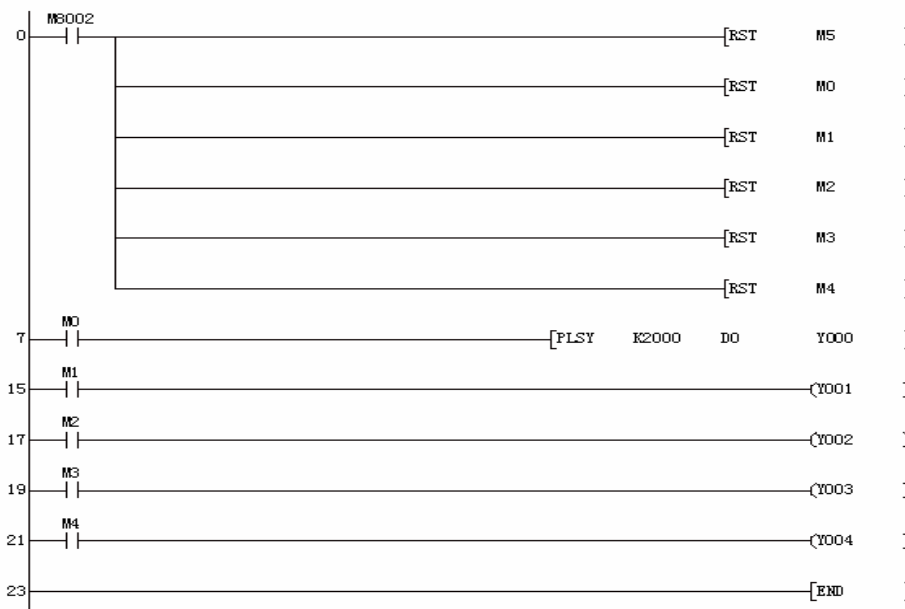 M8002
0 [RST M5 ]
[RST M0 ]
[RST M1 ]
[RST M2 ]
[RST M3 ]
[RST M4 ]
M0
7 [PLSY K2000 D0 Y000 ]
M1
15 (Y001 )
M2
17 (Y002 )
M3
19 (Y003 )
M4
21 (Y004 )
23 [END ]